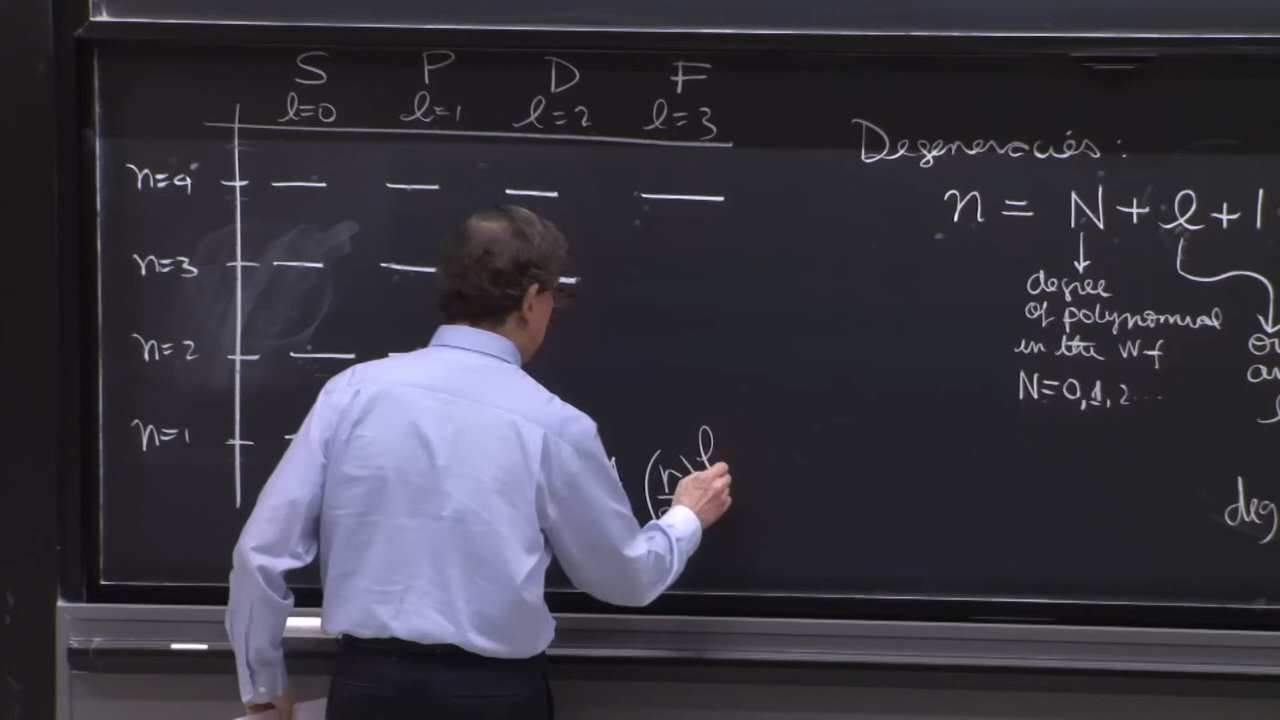 S P D F
l=0 l=1 l=2 l=3
n=4
n=3
n=2
n=1
(n l
Degeneracies:
n = N + l + 1
degree
of polynomial
in the wf
N=0,1,2...
deg